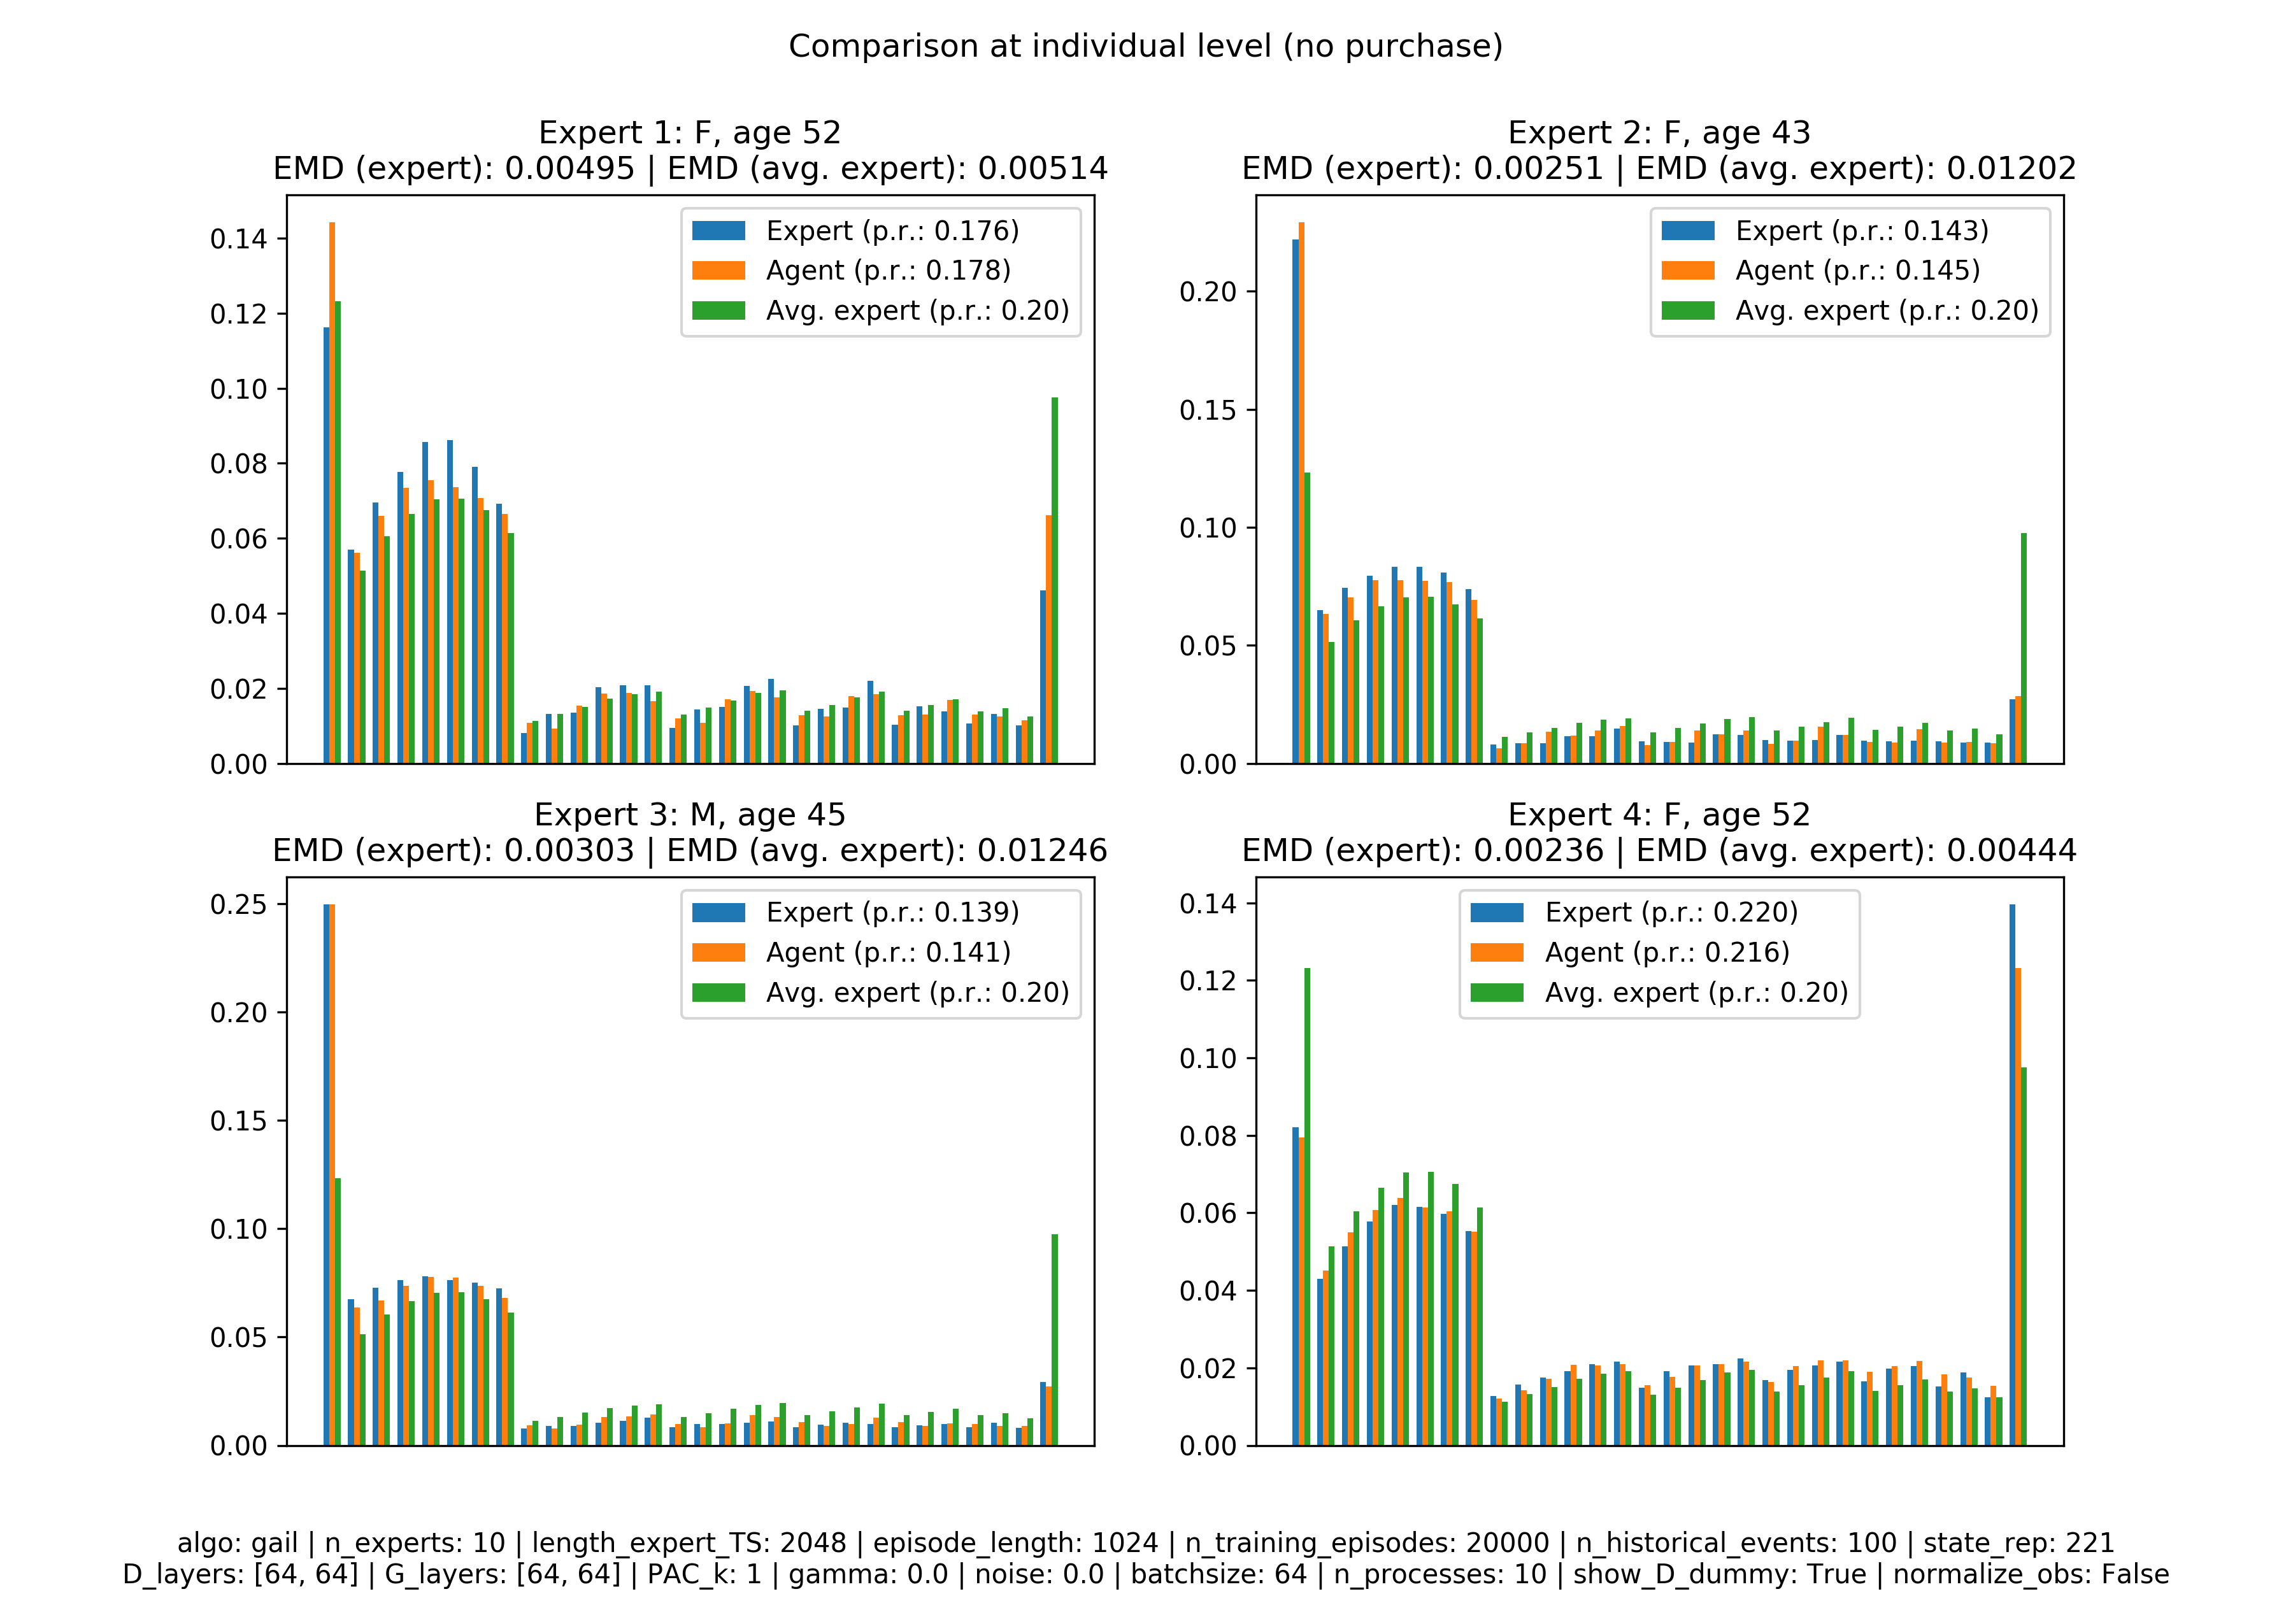 Comparison at individual level (no purchase)
Expert 1: F, age 52
EMD (expert): 0.00495 | EMD (avg. expert): 0.00514
0.14
0.12
0.10
0.08
0.06
0.04
0.02
0.00
Expert (p.r.: 0.176)
Agent (p.r.: 0.178)
Avg. expert (p.r.: 0.20)
Expert 2: F, age 43
EMD (expert): 0.00251 | EMD (avg. expert): 0.01202
0.20
0.15
0.10
0.05
0.00
Expert (p.r.: 0.143)
Agent (p.r.: 0.145)
Avg. expert (p.r.: 0.20)
Expert 3: M, age 45
EMD (expert): 0.00303 | EMD (avg. expert): 0.01246
0.25
0.20
0.15
0.10
0.05
0.00
Expert (p.r.: 0.139)
Agent (p.r.: 0.141)
Avg. expert (p.r.: 0.20)
Expert 4: F, age 52
EMD (expert): 0.00236 | EMD (avg. expert): 0.00444
0.14
0.12
0.10
0.08
0.06
0.04
0.02
0.00
Expert (p.r.: 0.220)
Agent (p.r.: 0.216)
Avg. expert (p.r.: 0.20)
algo: gail | n_experts: 10 | length_expert_TS: 2048 | episode_length: 1024 | n_training_episodes: 20000 | n_historical_events: 100 | state_rep: 221
D_layers: [64, 64] | G_layers: [64, 64] | PAC_k: 1 | gamma: 0.0 | noise: 0.0 | batchsize: 64 | n_processes: 10 | show_D_dummy: True | normalize_obs: False